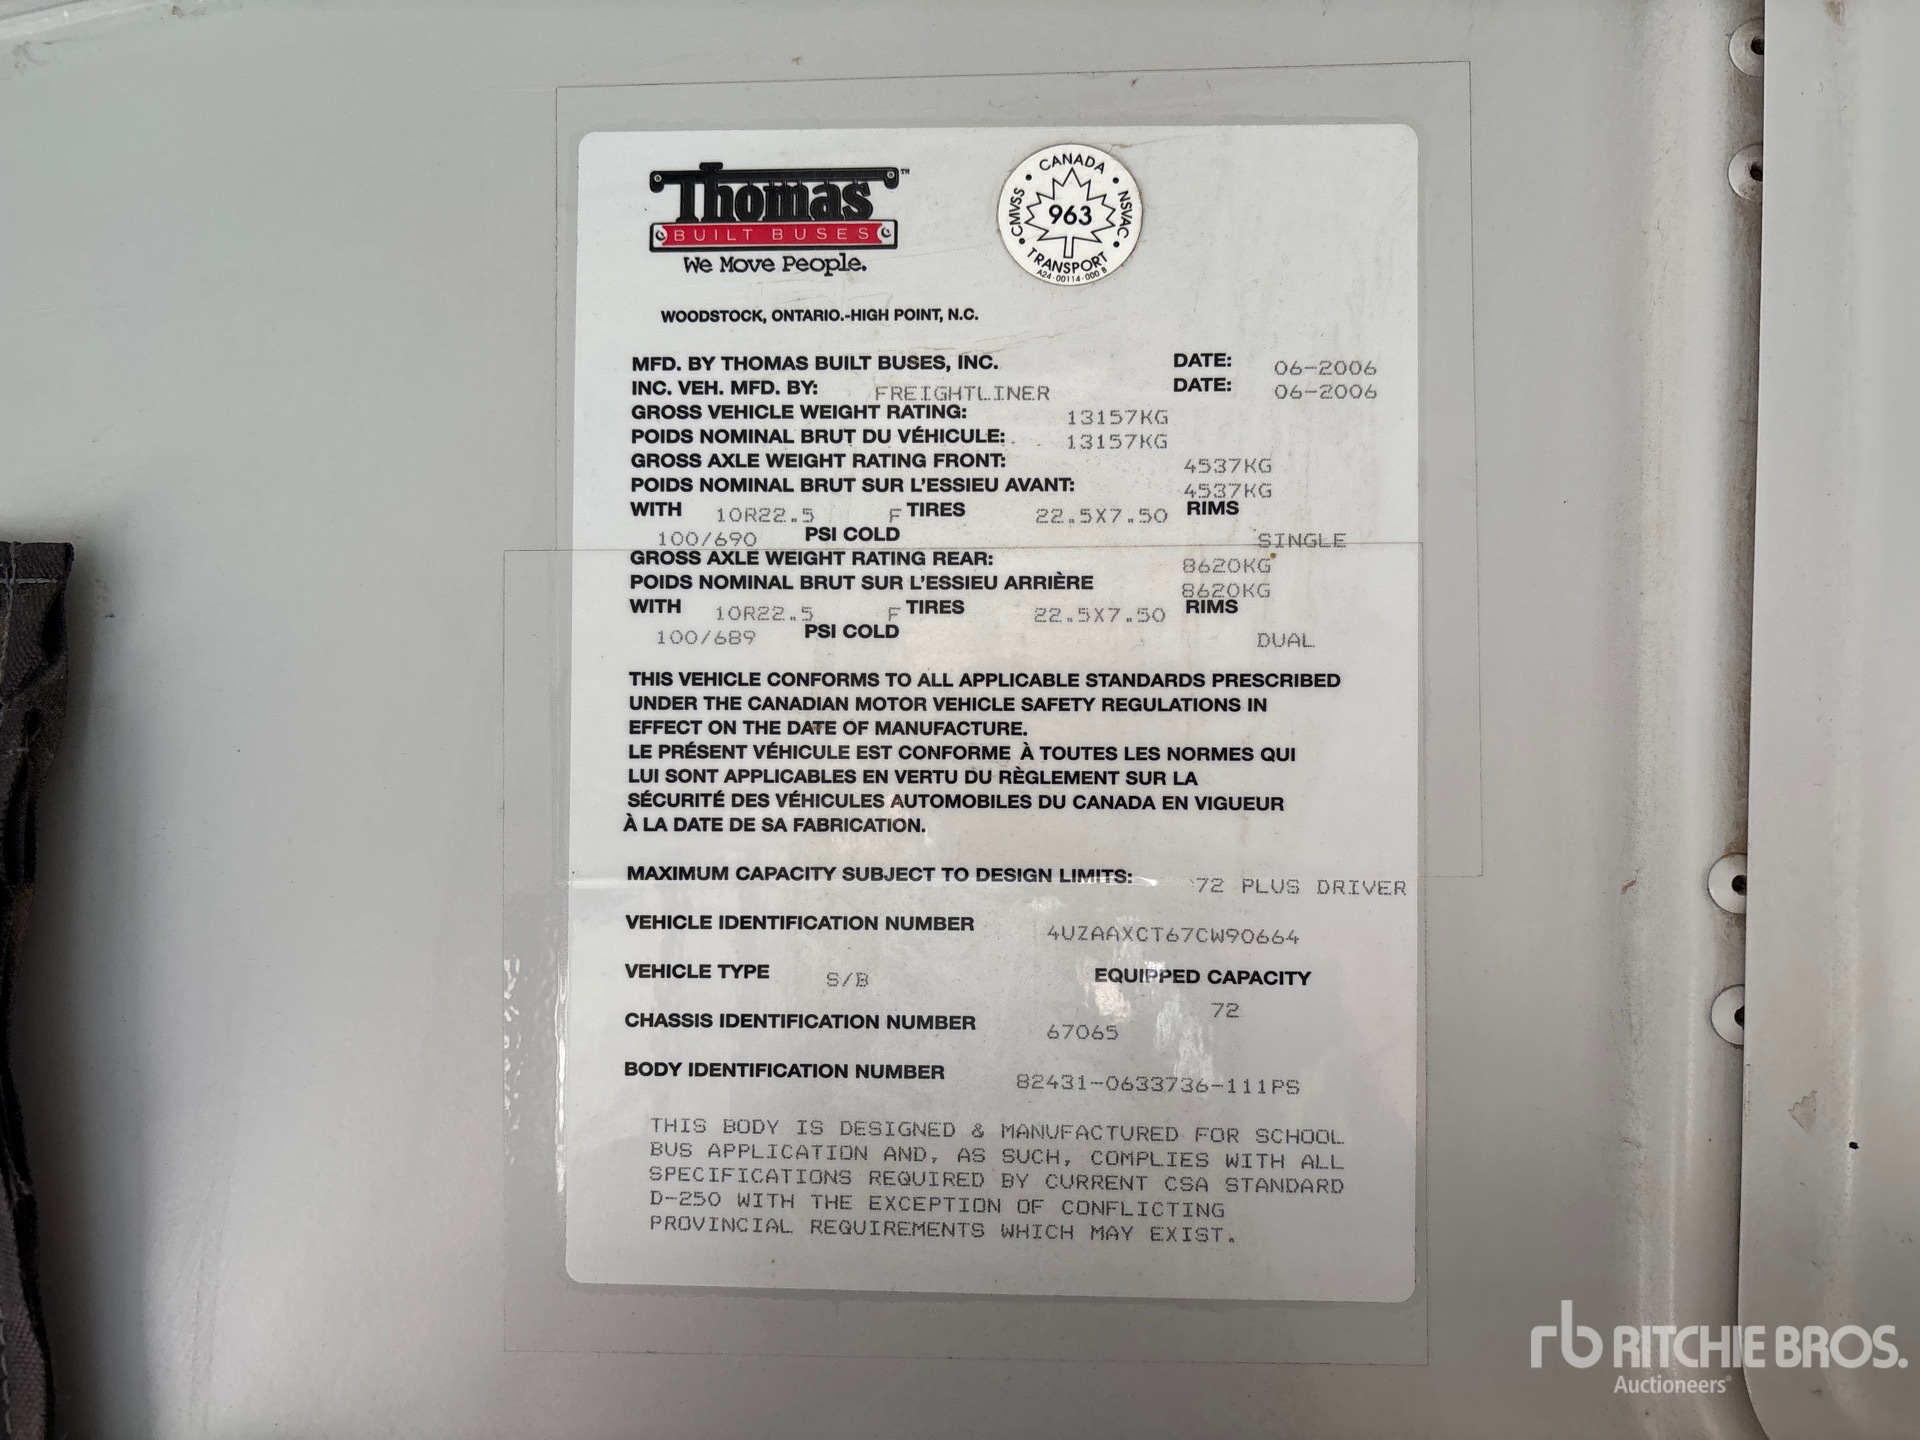 Thomas™
BUILT BUSES
We Move People.
CANADA
CMVSS 963 NSVAC
TRANSPORT
A24-00114-000 B
WOODSTOCK, ONTARIO.-HIGH POINT, N.C.
MFD. BY THOMAS BUILT BUSES, INC. DATE: 06-2006
INC. VEH. MFD. BY: FREIGHTLINER DATE: 06-2006
GROSS VEHICLE WEIGHT RATING: 13157KG
POIDS NOMINAL BRUT DU VÉHICULE: 13157KG
GROSS AXLE WEIGHT RATING FRONT: 4537KG
POIDS NOMINAL BRUT SUR L'ESSIEU AVANT: 4537KG
WITH 10R22.5 F TIRES 22.5X7.50 RIMS
100/690 PSI COLD SINGLE
GROSS AXLE WEIGHT RATING REAR: 8620KG
POIDS NOMINAL BRUT SUR L'ESSIEU ARRIÈRE 8620KG
WITH 10R22.5 F TIRES 22.5X7.50 RIMS
100/689 PSI COLD DUAL
THIS VEHICLE CONFORMS TO ALL APPLICABLE STANDARDS PRESCRIBED
UNDER THE CANADIAN MOTOR VEHICLE SAFETY REGULATIONS IN
EFFECT ON THE DATE OF MANUFACTURE.
LE PRÉSENT VÉHICULE EST CONFORME À TOUTES LES NORMES QUI
LUI SONT APPLICABLES EN VERTU DU RÈGLEMENT SUR LA
SÉCURITÉ DES VÉHICULES AUTOMOBILES DU CANADA EN VIGUEUR
À LA DATE DE SA FABRICATION.
MAXIMUM CAPACITY SUBJECT TO DESIGN LIMITS: 72 PLUS DRIVER
VEHICLE IDENTIFICATION NUMBER 4UZAAXCT67CW90664
VEHICLE TYPE S/B EQUIPPED CAPACITY
72
CHASSIS IDENTIFICATION NUMBER 67065
BODY IDENTIFICATION NUMBER 82431-0633736-111PS
THIS BODY IS DESIGNED & MANUFACTURED FOR SCHOOL
BUS APPLICATION AND, AS SUCH, COMPLIES WITH ALL
SPECIFICATIONS REQUIRED BY CURRENT CSA STANDARD
D-250 WITH THE EXCEPTION OF CONFLICTING
PROVINCIAL REQUIREMENTS WHICH MAY EXIST.
rb RITCHIE BROS.
Auctioneers